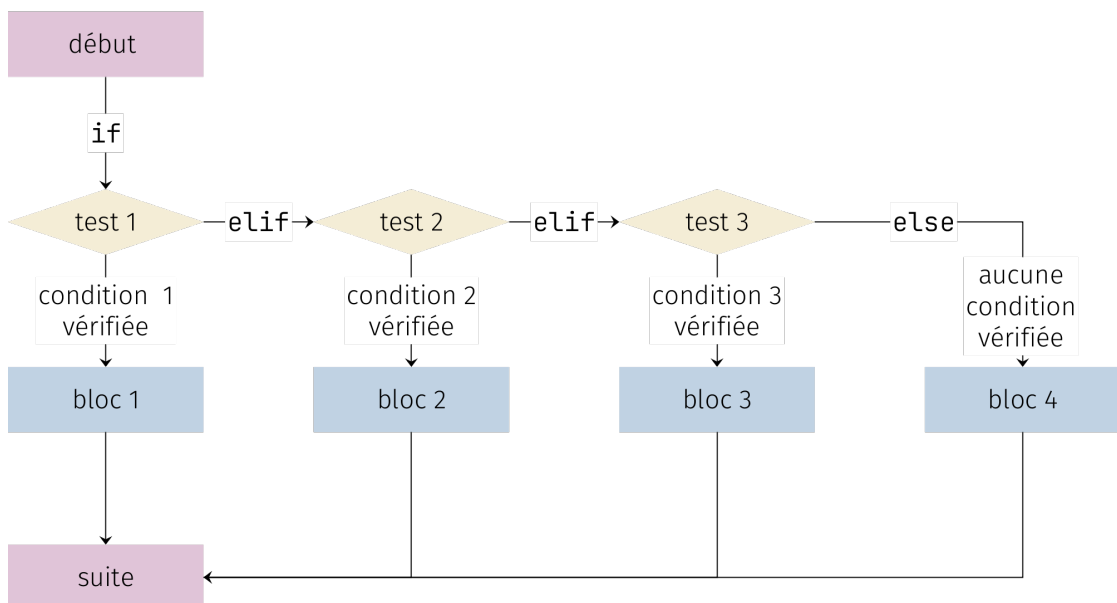 début
if
test 1
elif
test 2
elif
test 3
else
condition 1
vérifiée
condition 2
vérifiée
condition 3
vérifiée
aucune
condition
vérifiée
bloc 1
bloc 2
bloc 3
bloc 4
suite